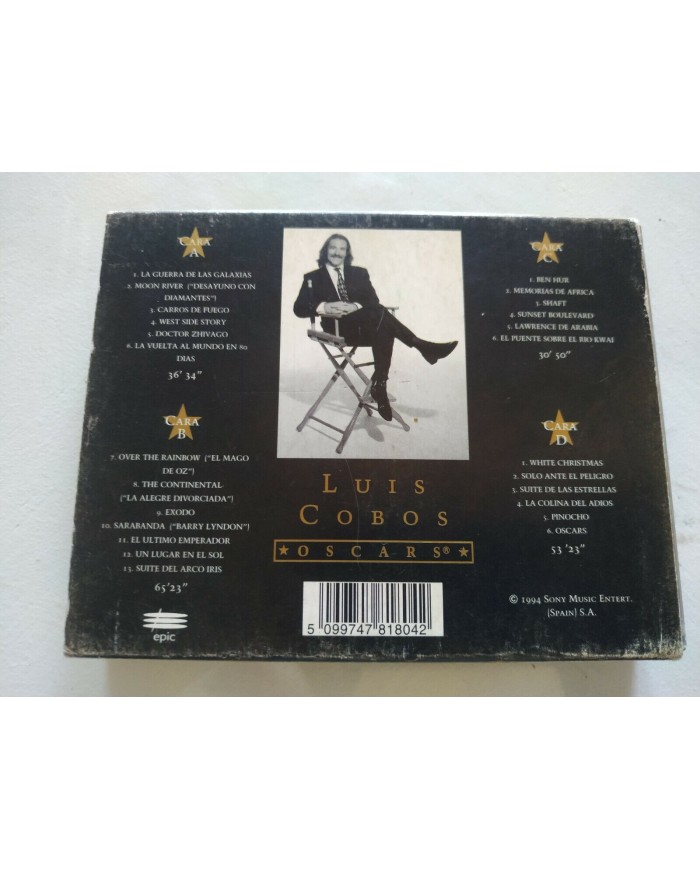 CARA
A
1. LA GUERRA DE LAS GALAXIAS
2. MOON RIVER ("DESAYUNO CON
DIAMANTES")
3. CARROS DE FUEGO
4. WEST SIDE STORY
5. DOCTOR ZHIVAGO
6. LA VUELTA AL MUNDO EN 80
DIAS
36' 34"
CARA
B
7. OVER THE RAINBOW ("EL MAGO
DE OZ")
8. THE CONTINENTAL
("LA ALEGRE DIVORCIADA")
9. EXODO
10. SARABANDA ("BARRY LYNDON")
11. EL ULTIMO EMPERADOR
12. UN LUGAR EN EL SOL
13. SUITE DEL ARCO IRIS
65'23"
epic
LUIS
COBOS
OSCARS®
5 099747 818042
CARA
C
1. BEN HUR
2. MEMORIAS DE AFRICA
3. SHAFT
4. SUNSET BOULEVARD
5. LAWRENCE DE ARABIA
6. EL PUENTE SOBRE EL RIO KWAI
30' 50"
CARA
D
1. WHITE CHRISTMAS
2. SOLO ANTE EL PELIGRO
3. SUITE DE LAS ESTRELLAS
4. LA COLINA DEL ADIOS
5. PINOCHO
6. OSCARS
53 '23"
© 1994 SONY MUSIC ENTERT.
(SPAIN) S.A.